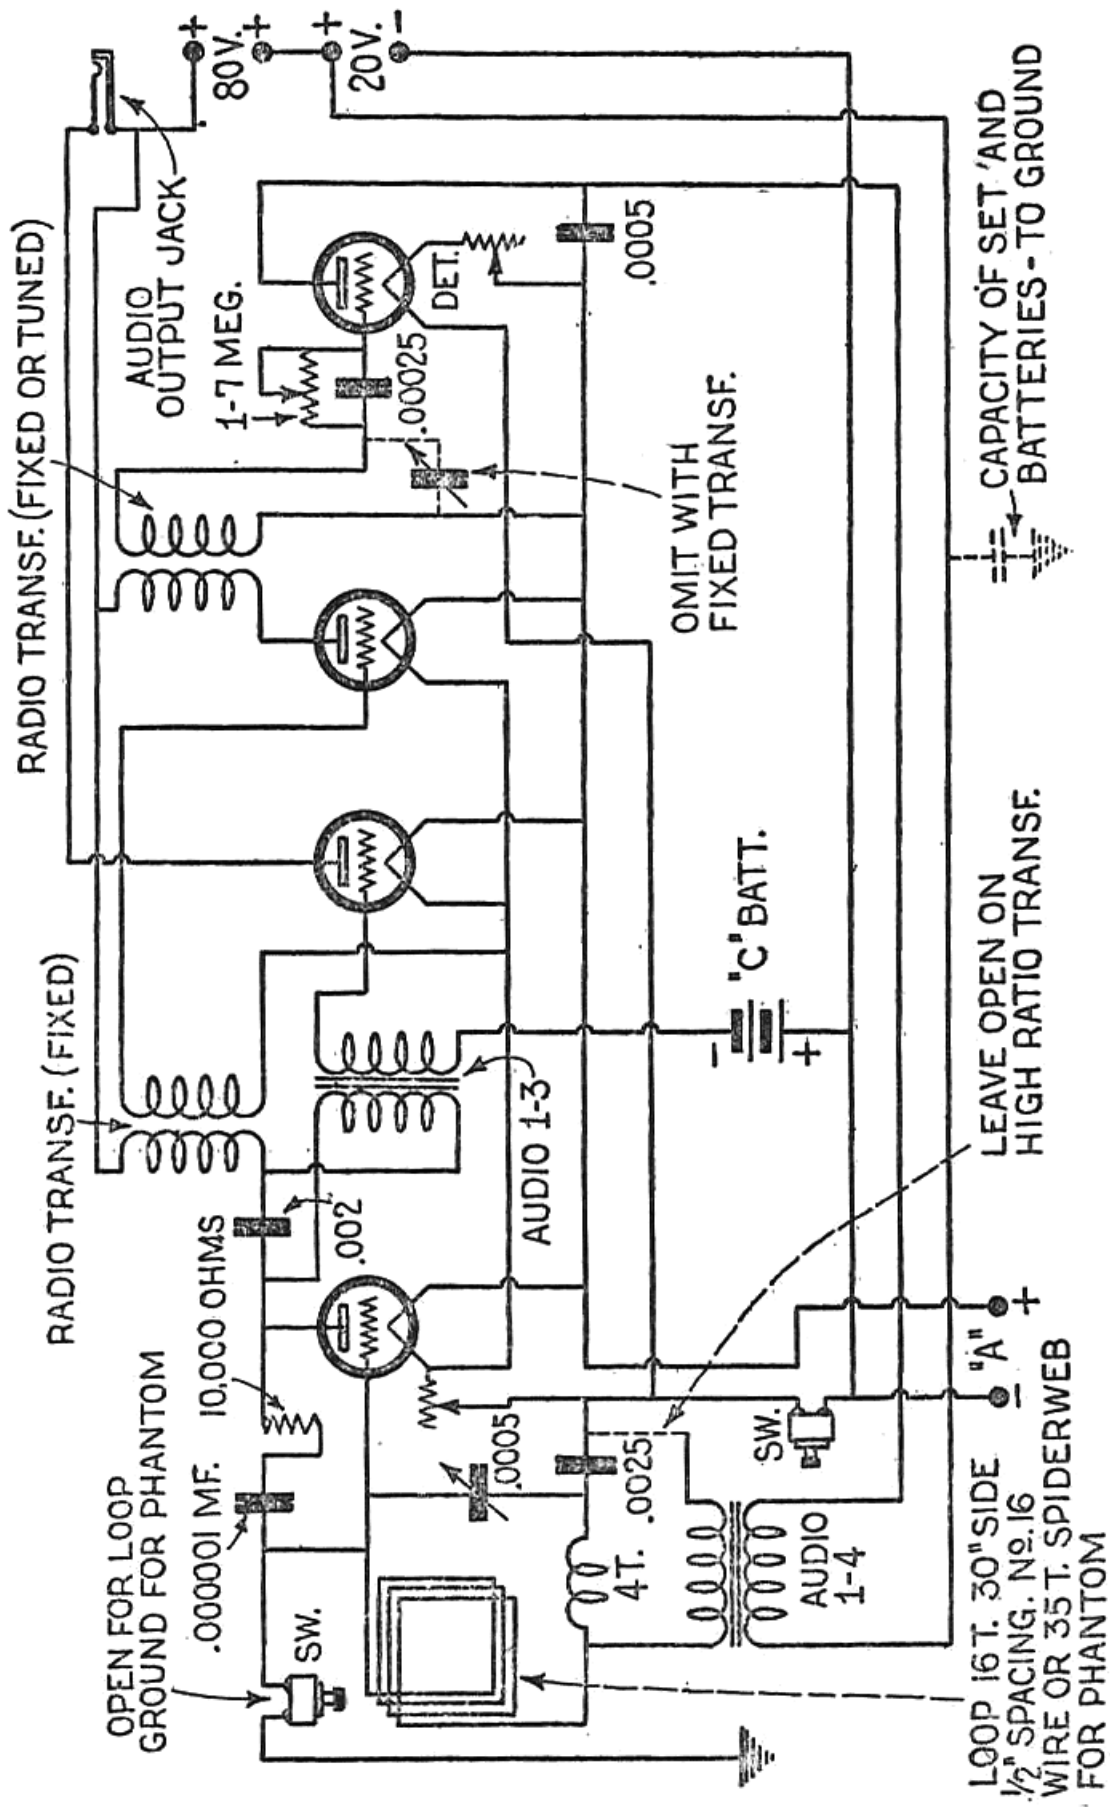 RADIO TRANSF. (FIXED)
RADIO TRANSF. (FIXED OR TUNED)
AUDIO
OUTPUT JACK
+
80 V.
+
+
20 V.
-
OPEN FOR LOOP
GROUND FOR PHANTOM
.00001 MF.
10,000 OHMS
.002
1-7 MEG.
.00025
DET.
SW.
.0005
AUDIO 1-3
OMIT WITH
FIXED TRANSF.
.0005
4T.
.0025
-
"C" BATT.
+
AUDIO
1-4
SW.
- "A" +
LEAVE OPEN ON
HIGH RATIO TRANSF.
CAPACITY OF SET AND
BATTERIES - TO GROUND
LOOP 16T. 30" SIDE
1/2" SPACING. No. 16
WIRE OR 35 T. SPIDERWEB
FOR PHANTOM